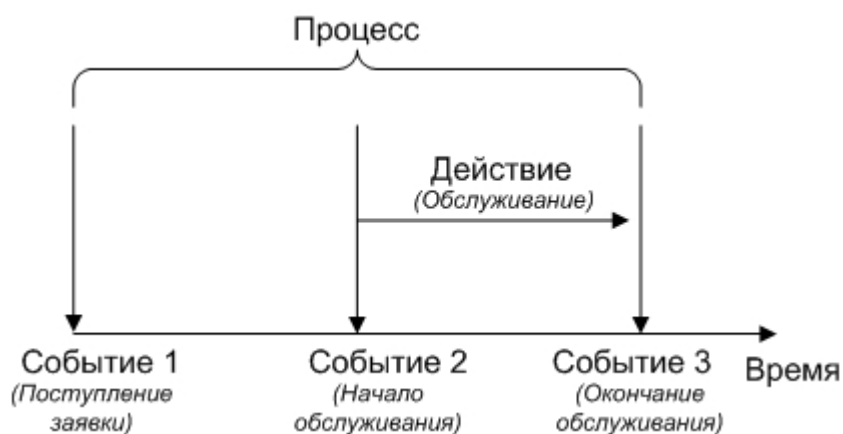 Процесс
Действие
(Обслуживание)
Событие 1
(Поступление
заявки)
Событие 2
(Начало
обслуживания)
Событие 3
(Окончание
обслуживания)
Время